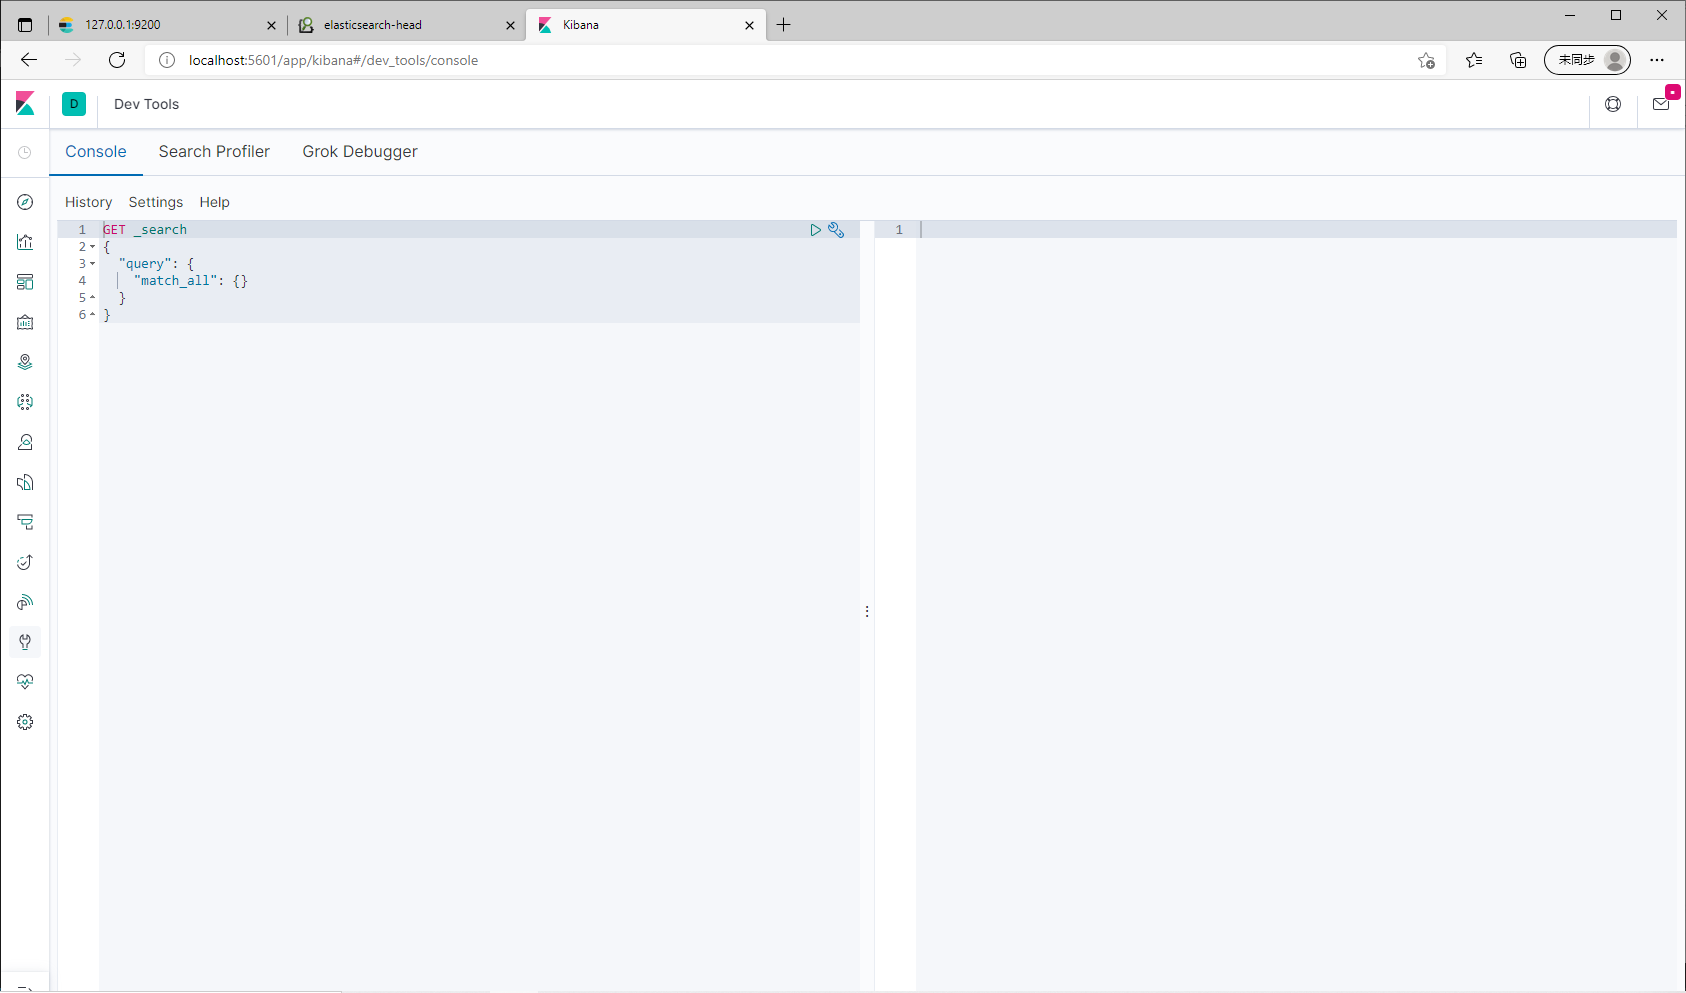 127.0.0.1:9200
elasticsearch-head
Kibana
localhost:5601/app/kibana#/dev_tools/console
未同步
D
Dev Tools
Console
Search Profiler
Grok Debugger
History
Settings
Help
1 GET _search
2 {
3 "query": {
4 "match_all": {}
5 }
6 }
1